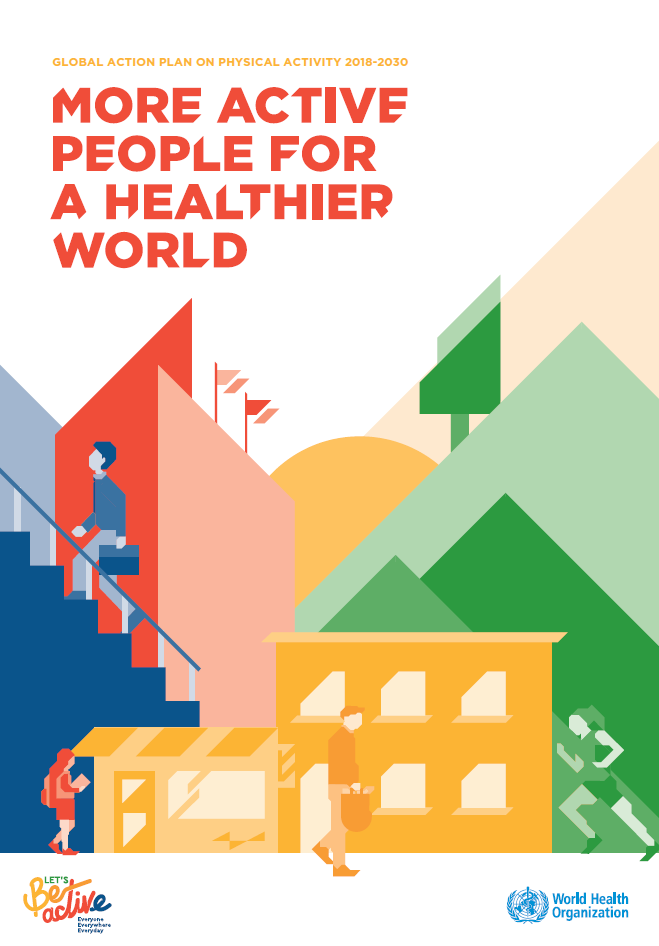 GLOBAL ACTION PLAN ON PHYSICAL ACTIVITY 2018-2030
MORE ACTIVE
PEOPLE FOR
A HEALTHIER
WORLD
LET'S
Be
active
Everyone
Everywhere
Everyday
World Health
Organization